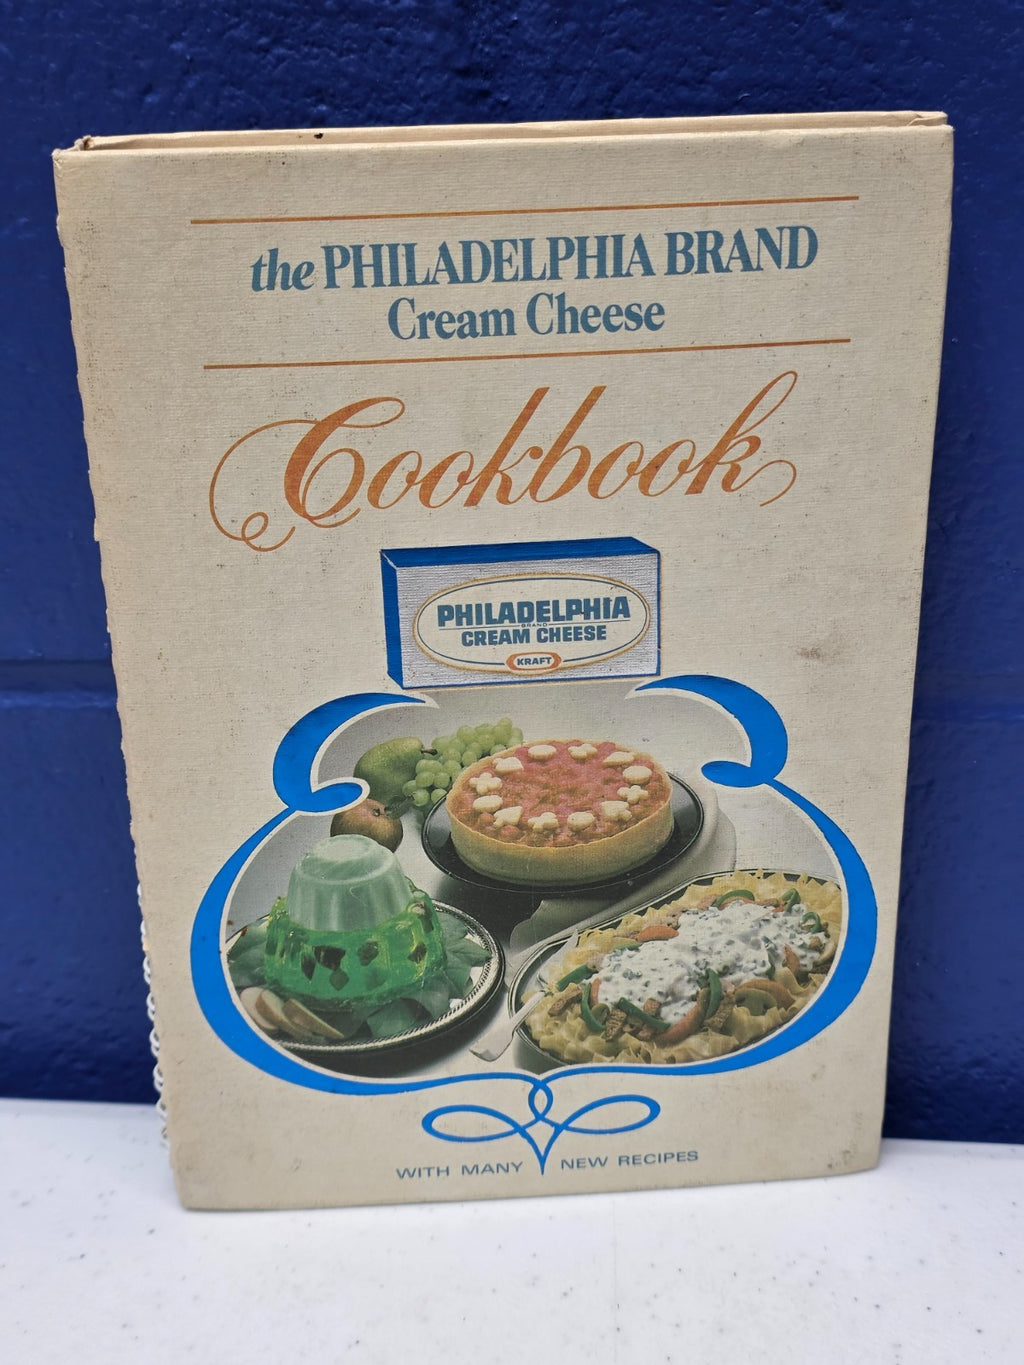 the PHILADELPHIA BRAND
Cream Cheese
Cookbook
PHILADELPHIA
BRAND
CREAM CHEESE
KRAFT
WITH MANY NEW RECIPES